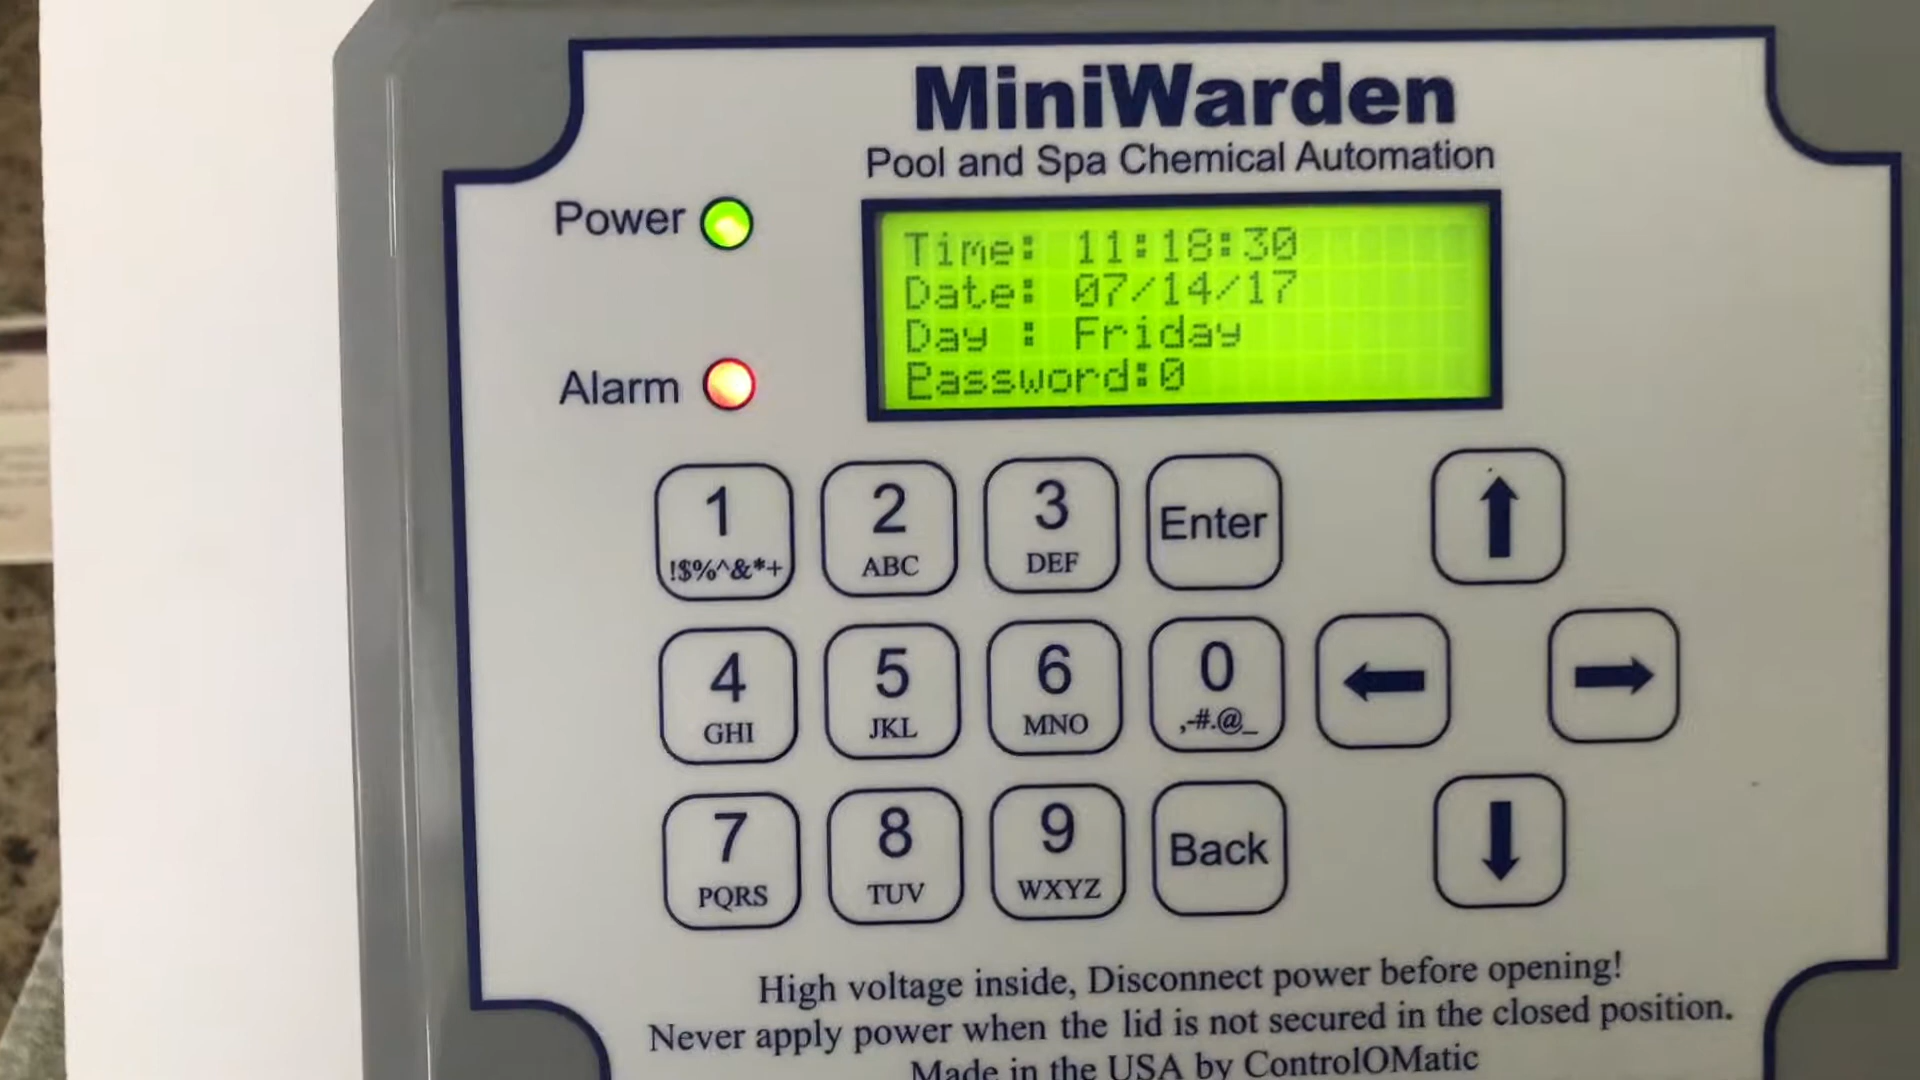 MiniWarden
Pool and Spa Chemical Automation
Power
Alarm
Time: 11:18:30
Date: 07/14/17
Day : Friday
Password:0
1
!$%^&*+
2
ABC
3
DEF
Enter
4
GHI
5
JKL
6
MNO
0
,-#.@_
7
PQRS
8
TUV
9
WXYZ
Back
High voltage inside, Disconnect power before opening!
Never apply power when the lid is not secured in the closed position.
Made in the USA by ControlOMatic